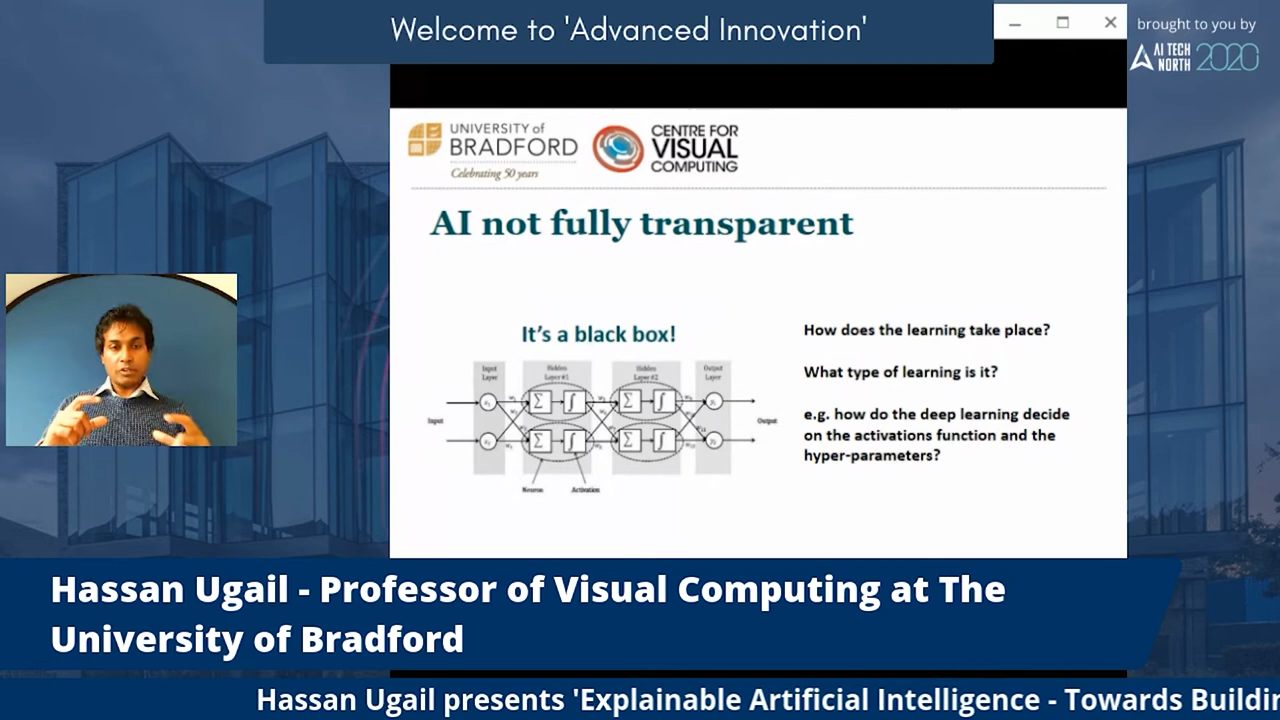 Welcome to 'Advanced Innovation'
brought to you by
AI TECH
NORTH 2020
UNIVERSITY of
BRADFORD
Celebrating 50 years
CENTRE FOR
VISUAL
COMPUTING
AI not fully transparent
It's a black box!
Input
Layer
Hidden
Layer #1
Hidden
Layer #2
Output
Layer
Input
Output
Neuron
Activation
How does the learning take place?
What type of learning is it?
e.g. how do the deep learning decide
on the activations function and the
hyper-parameters?
Hassan Ugail - Professor of Visual Computing at The
University of Bradford
Hassan Ugail presents 'Explainable Artificial Intelligence - Towards